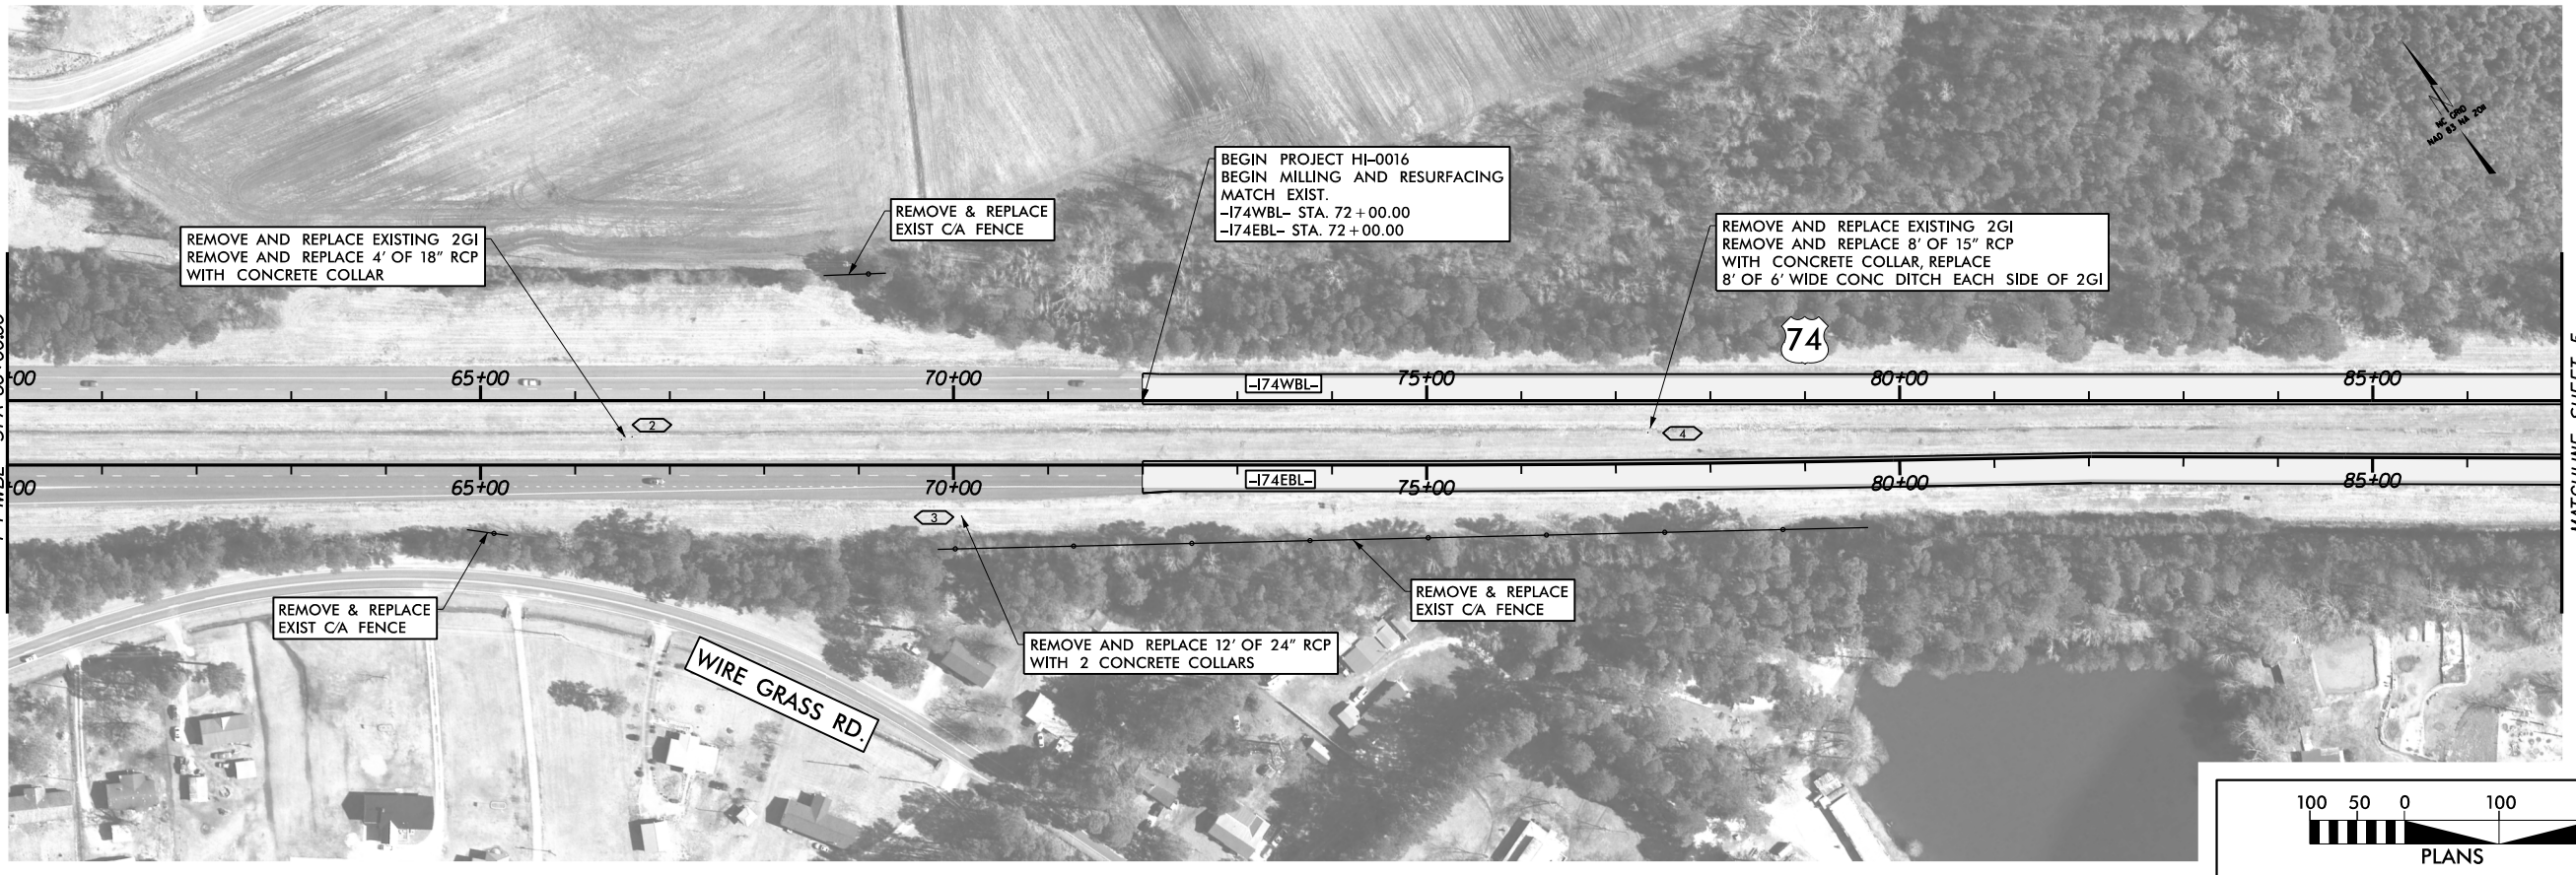 BEGIN PROJECT HI-0016
BEGIN MILLING AND RESURFACING
MATCH EXIST.
-I74WBL- STA. 72+00.00
-I74EBL- STA. 72+00.00
REMOVE & REPLACE
EXIST C/A FENCE
REMOVE AND REPLACE EXISTING 2GI
REMOVE AND REPLACE 4' OF 18" RCP
WITH CONCRETE COLLAR
REMOVE AND REPLACE EXISTING 2GI
REMOVE AND REPLACE 8' OF 15" RCP
WITH CONCRETE COLLAR, REPLACE
8' OF 6' WIDE CONC DITCH EACH SIDE OF 2GI
NC GRID
74
65+00
70+00
-I74WBL-
75+00
80+00
85+00
2
4
65+00
70+00
-I74EBL-
75+00
80+00
85+00
3
REMOVE & REPLACE
EXIST C/A FENCE
REMOVE & REPLACE
EXIST C/A FENCE
REMOVE AND REPLACE 12' OF 24" RCP
WITH 2 CONCRETE COLLARS
WIRE GRASS RD.
100 50 0 100
PLANS